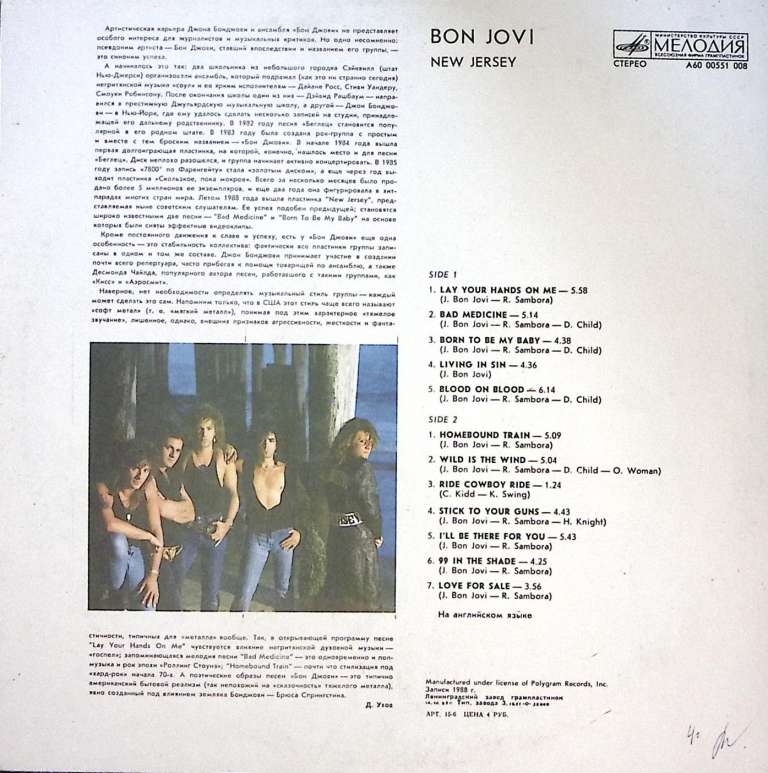 Артистическая карьера Джона Бонджови и ансамбля «Бон Джови» не представляет
особого интереса для журналистов и музыкальных критиков. Но одно несомненно:
псевдоним артиста — Бон Джови, ставший впоследствии и названием его группы, —
это синоним успеха.
А начиналось это так: два школьника из небольшого городка Сэйквилл (штат
Нью-Джерси) организовали ансамбль, который подражал (как это ни странно сегодня)
негритянской музыке «соул» и ее ярким исполнителям — Дайане Росс, Стиви Уандеру,
Смоуки Робинсону. После окончания школы один из них — Дэйвид Рашбаум — напра-
вился в престижную Джульярдскую музыкальную школу, а другой — Джон Бонджо-
ви — в Нью-Йорк, где ему удалось сделать несколько записей на студии, принадле-
жащей его дальнему родственнику. В 1982 году песня «Беглец» становится попу-
лярной в его родном штате. В 1983 году была создана рок-группа с простым
и вместе с тем броским названием — «Бон Джови». В начале 1984 года вышла
первая долгоиграющая пластинка, на которой, конечно, нашлось место и для песни
«Беглец». Диск неплохо разошелся, и группа начинает активно концертировать. В 1985
году запись «7800° по Фаренгейту» стала «золотым диском», а еще через год вы-
ходит пластинка «Скользкие, пока мокрое». Всего за несколько месяцев было про-
дано более 5 миллионов ее экземпляров, и еще два года она фигурировала в хит-
парадах многих стран мира. Летом 1988 года вышла пластинка "New Jersey", пред-
ставляемая ныне советским слушателям. Ее успех подобен предыдущей; становятся
широко известными две песни — "Bad Medicine" и "Born To Be My Baby" на основе
которых были сняты эффектные видеоклипы.
Кроме постоянного движения к славе и успеху, есть у «Бон Джови» еще одна
особенность — это стабильность коллектива: фактически все пластинки группы запи-
саны в одном и том же составе. Джон Бонджови принимает участие в создании
почти всего репертуара, часто прибегая к помощи товарищей по ансамблю, а также
Десмонда Чайлда, популярного автора песен, работавшего с такими группами, как
«Кисс» и «Аэросмит».
Наверное, нет необходимости определять музыкальный стиль группы — каждый
может сделать это сам. Напомним только, что в США этот стиль чаще всего называют
«софт метал» (т. е. «мягкий металл»), понимая под этим характерное «тяжелое
звучание», лишенное, однако, внешних признаков агрессивности, жесткости и фанта-
стичности, типичных для «металла» вообще. Так, в открывающей программу песне
"Lay Your Hands On Me" чувствуется влияние негритянской духовной музыки —
«госпел»; запоминающаяся мелодия песни "Bad Medicine" — это одновременно и поп-
музыка и рок эпохи «Роллинг Стоунз»; "Homebound Train" — почти что стилизация под
«хард-рок» начала 70-х. А поэтические образы песен «Бон Джови» — это типично
американский бытовой реализм (так непохожий на «сказочность» тяжелого металла),
явно созданный под влиянием земляка Бонджови — Брюса Спрингстина.
Д. Ухов
BON JOVI
NEW JERSEY
МИНИСТЕРСТВО КУЛЬТУРЫ СССР
МЕЛОДИЯ
ВСЕСОЮЗНАЯ ФИРМА ГРАМПЛАСТИНОК
СТЕРЕО А60 00551 008
SIDE 1
1. LAY YOUR HANDS ON ME — 5.58
(J. Bon Jovi — R. Sambora)
2. BAD MEDICINE — 5.14
(J. Bon Jovi — R. Sambora — D. Child)
3. BORN TO BE MY BABY — 4.38
(J. Bon Jovi — R. Sambora — D. Child)
4. LIVING IN SIN — 4.36
(J. Bon Jovi)
5. BLOOD ON BLOOD — 6.14
(J. Bon Jovi — R. Sambora — D. Child)
SIDE 2
1. HOMEBOUND TRAIN — 5.09
(J. Bon Jovi — R. Sambora)
2. WILD IS THE WIND — 5.04
(J. Bon Jovi — R. Sambora — D. Child — O. Woman)
3. RIDE COWBOY RIDE — 1.24
(C. Kidd — K. Swing)
4. STICK TO YOUR GUNS — 4.43
(J. Bon Jovi — R. Sambora — H. Knight)
5. I'LL BE THERE FOR YOU — 5.43
(J. Bon Jovi — R. Sambora)
6. 99 IN THE SHADE — 4.25
(J. Bon Jovi — R. Sambora)
7. LOVE FOR SALE — 3.56
(J. Bon Jovi — R. Sambora)
На английском языке
Manufactured under license of Polygram Records, Inc.
Запись 1988 г.
Ленинградский завод грампластинок
Тип. завода
АРТ. 15-6 ЦЕНА 4 РУБ.